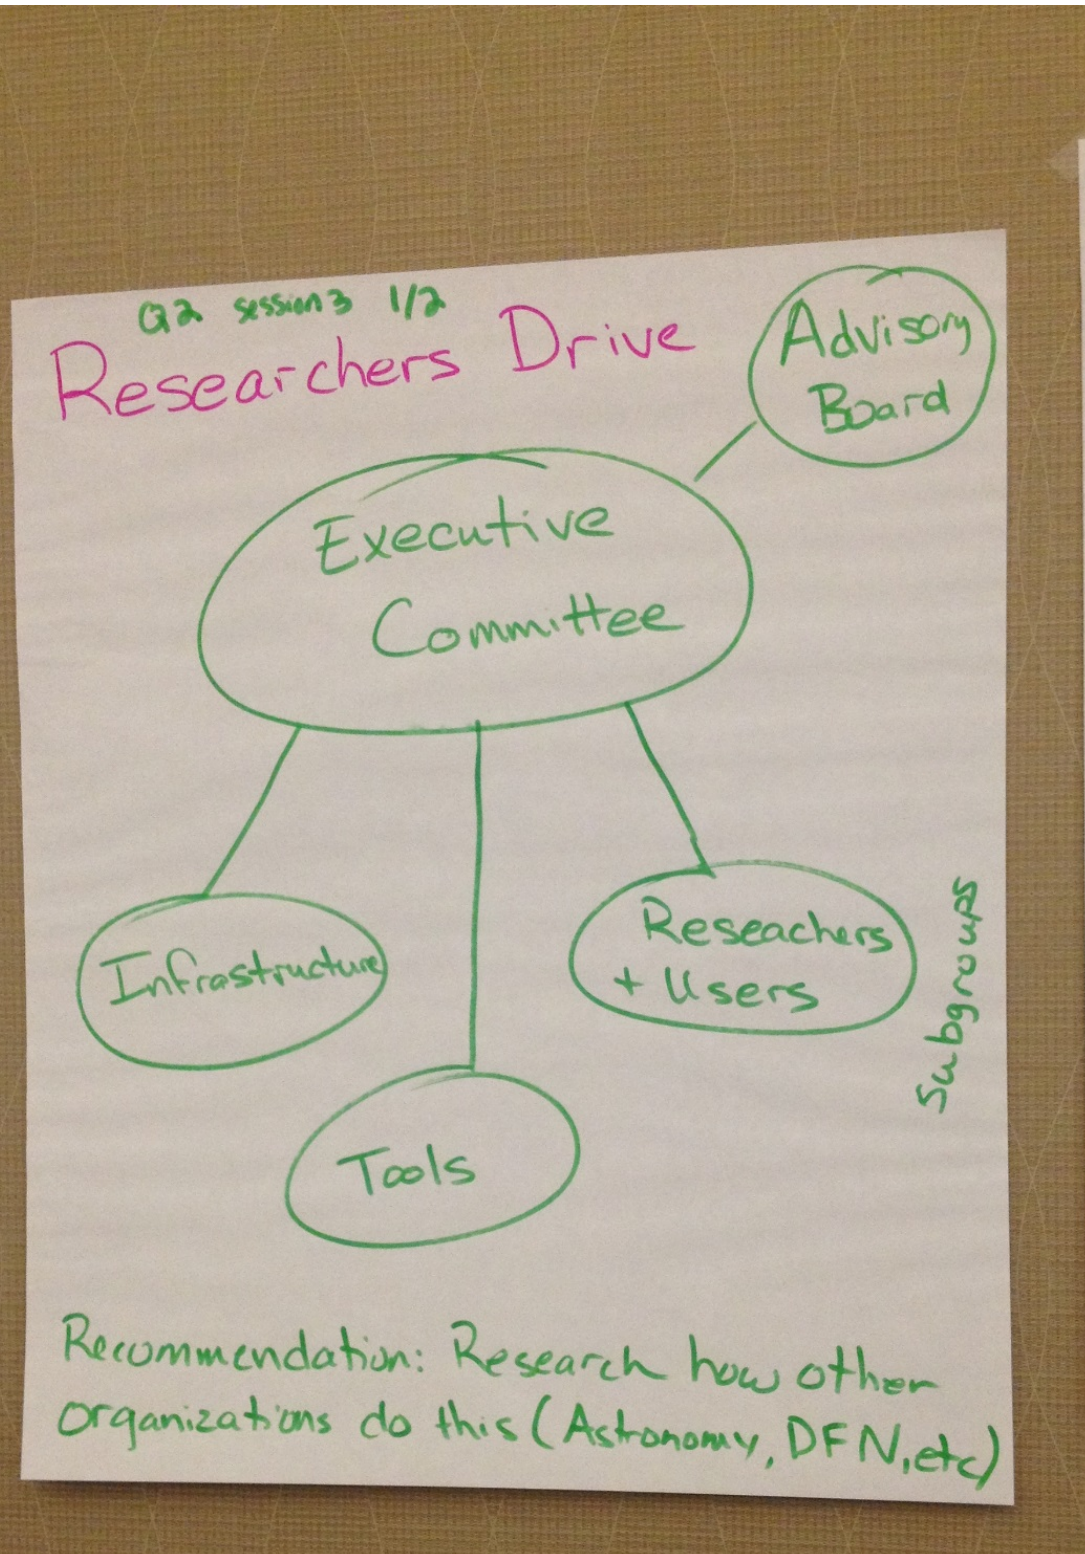 Q2 session 3 1/2
Researchers Drive
Advisory
Board
Executive
Committee
Infrastructure
Reseachers
+ Users
Subgroups
Tools
Recommendation: Research how other
organizations do this (Astronomy, DFN, etc)